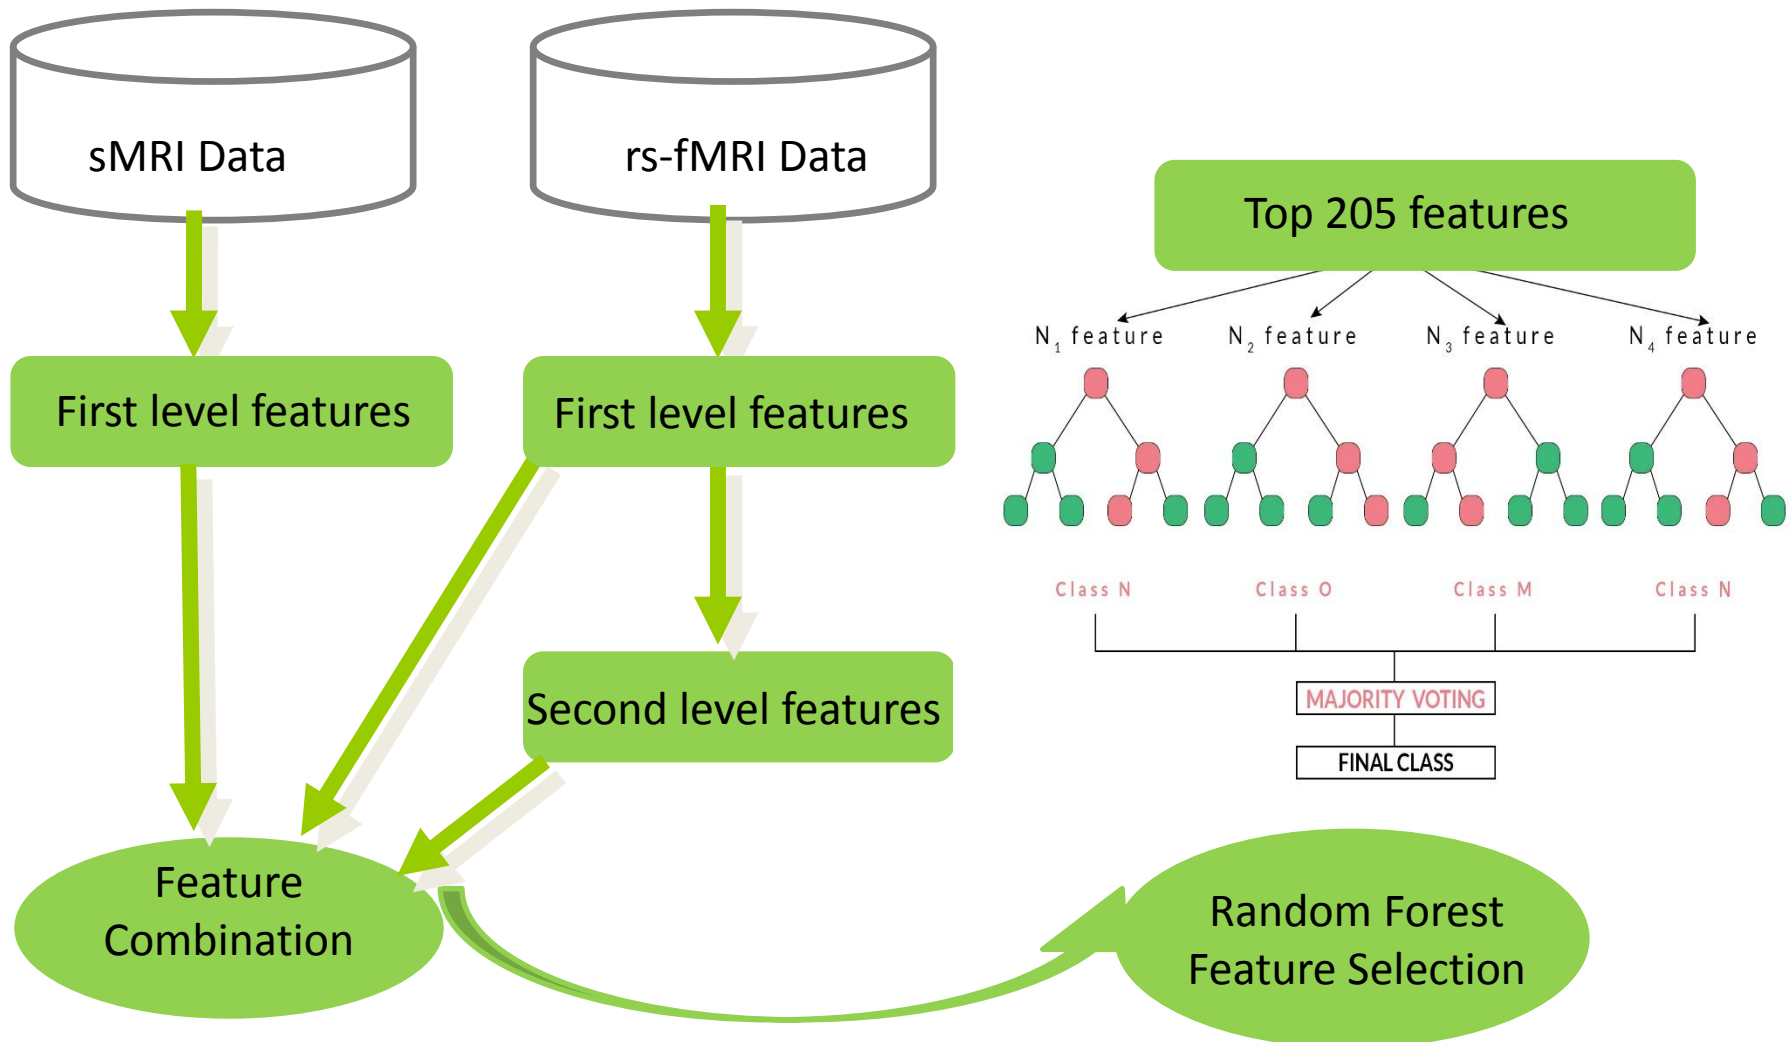 sMRI Data
rs-fMRI Data
First level features
First level features
Second level features
Feature
Combination
Random Forest
Feature Selection
Top 205 features
N1 feature
N2 feature
N3 feature
N4 feature
Class N
Class O
Class M
Class N
MAJORITY VOTING
FINAL CLASS